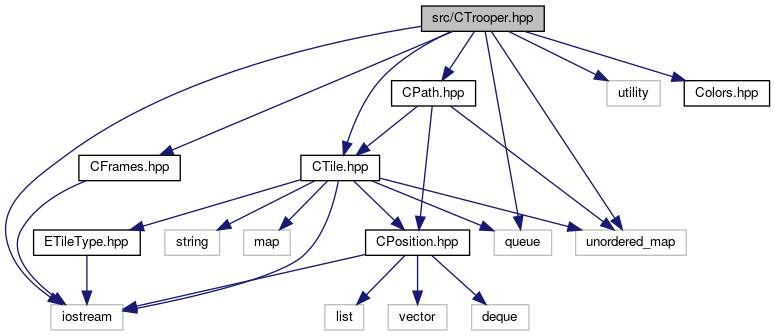 src/CTrooper.hpp
CPath.hpp
utility
Colors.hpp
CFrames.hpp
CTile.hpp
ETileType.hpp
string
map
CPosition.hpp
queue
unordered_map
iostream
list
vector
deque